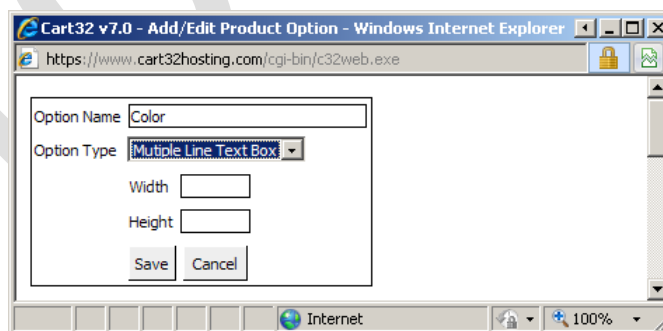 Cart32 v7.0 - Add/Edit Product Option - Windows Internet Explorer
https://www.cart32hosting.com/cgi-bin/c32web.exe
Option Name Color
Option Type Mutiple Line Text Box
Width
Height
Save Cancel
Internet 100%